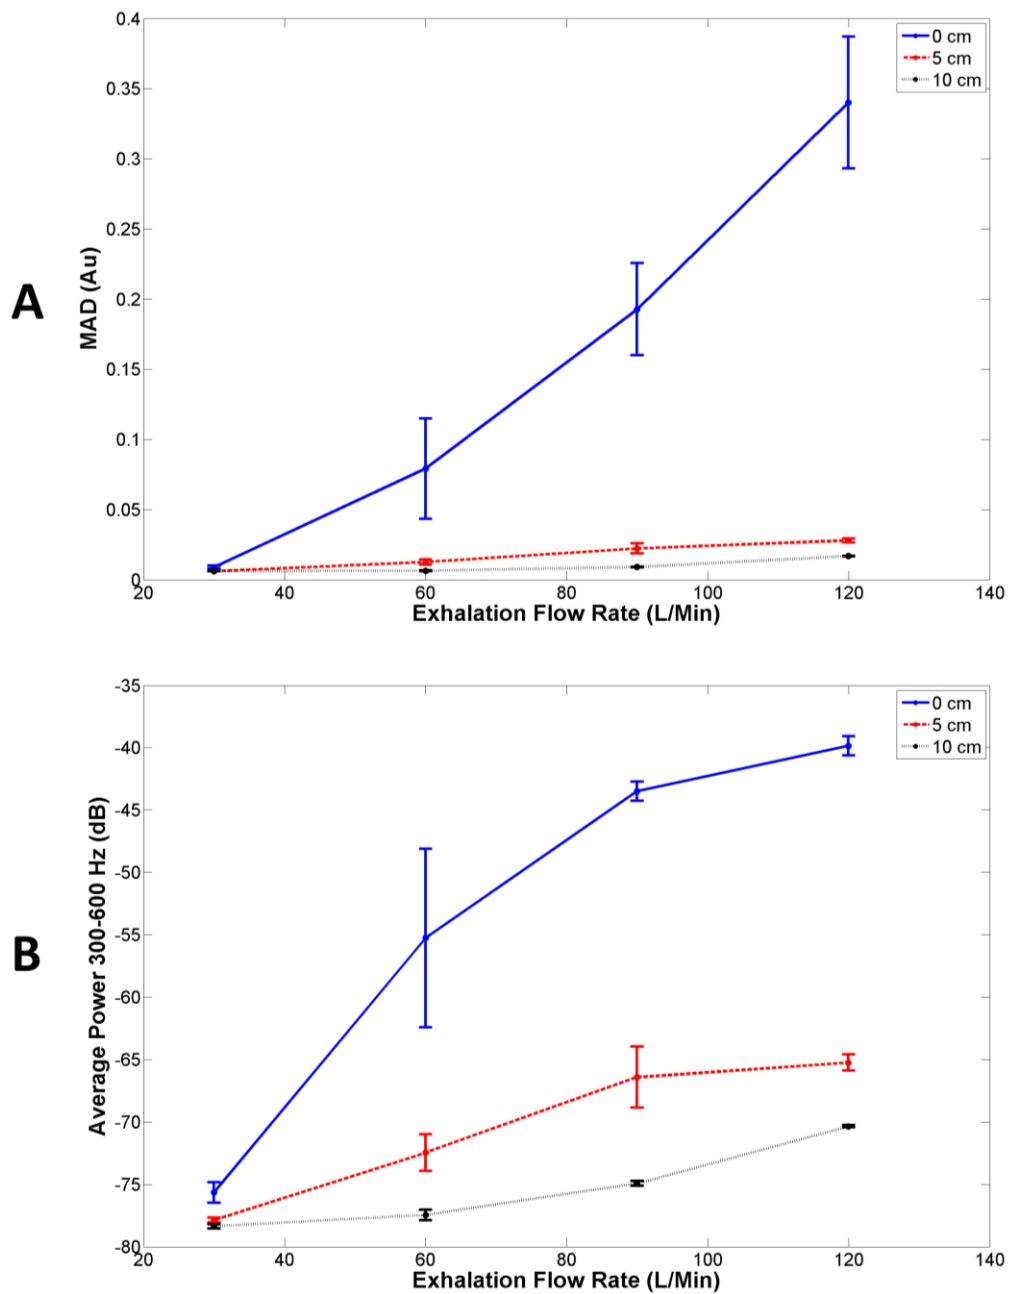 A
MAD (Au)
0.4
0.35
0.3
0.25
0.2
0.15
0.1
0.05
0
20
40
60
80
100
120
140
Exhalation Flow Rate (L/Min)
0 cm
5 cm
10 cm
B
Average Power 300-600 Hz (dB)
-35
-40
-45
-50
-55
-60
-65
-70
-75
-80
20
40
60
80
100
120
140
Exhalation Flow Rate (L/Min)
0 cm
5 cm
10 cm